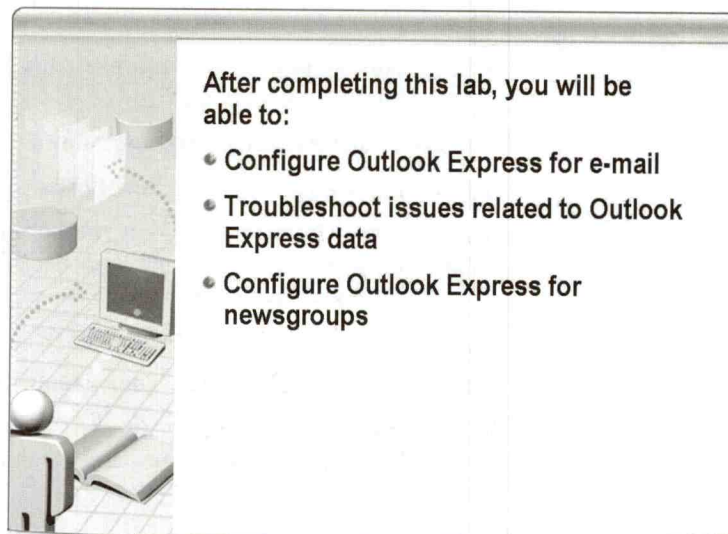 After completing this lab, you will be
able to:
• Configure Outlook Express for e-mail
• Troubleshoot issues related to Outlook
Express data
• Configure Outlook Express for
newsgroups